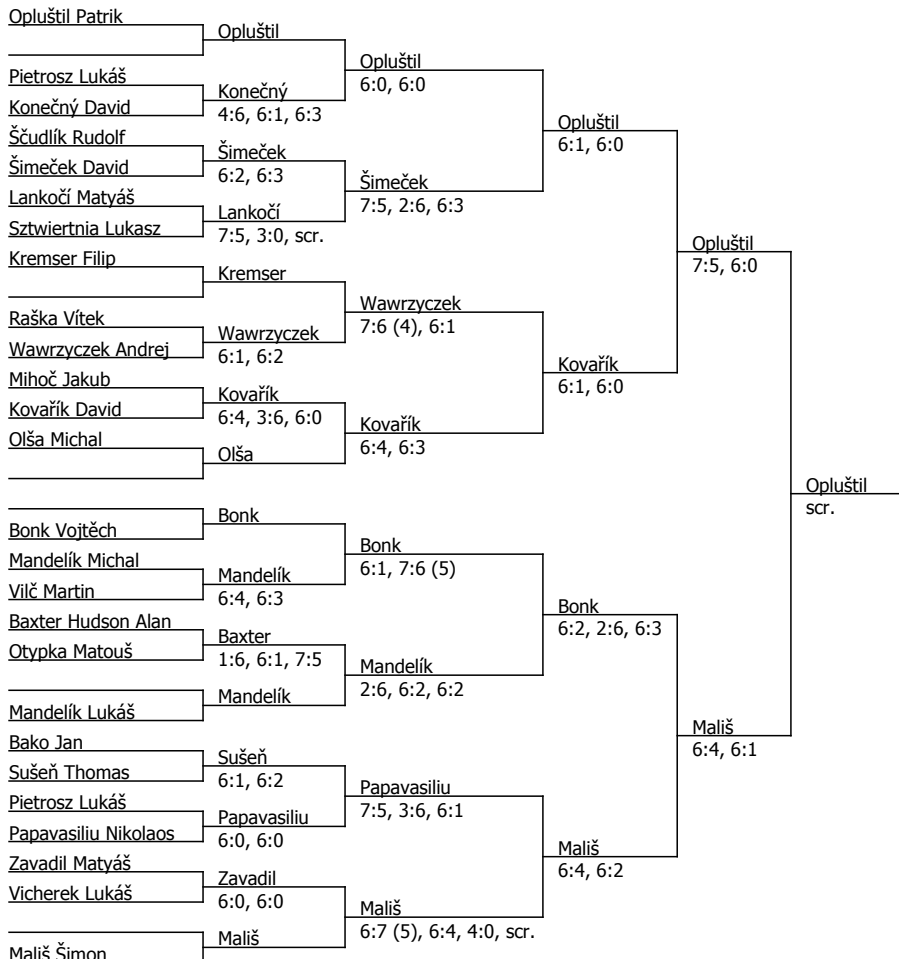 Opluštil Patrik
Opluštil
Opluštil
6:0, 6:0
Pietrosz Lukáš
Konečný
Konečný David
4:6, 6:1, 6:3
Opluštil
6:1, 6:0
Ščudlík Rudolf
Šimeček
Šimeček David
6:2, 6:3
Šimeček
7:5, 2:6, 6:3
Lankočí Matyáš
Lankočí
Sztwiertnia Lukasz
7:5, 3:0, scr.
Opluštil
7:5, 6:0
Kremser Filip
Kremser
Wawrzyczek
7:6 (4), 6:1
Raška Vítek
Wawrzyczek
Wawrzyczek Andrej
6:1, 6:2
Kovařík
6:1, 6:0
Mihoč Jakub
Kovařík
Kovařík David
6:4, 3:6, 6:0
Kovařík
6:4, 6:3
Olša Michal
Olša
Opluštil
scr.
Bonk
Bonk Vojtěch
Bonk
6:1, 7:6 (5)
Mandelík Michal
Mandelík
Vilč Martin
6:4, 6:3
Bonk
6:2, 2:6, 6:3
Baxter Hudson Alan
Baxter
Otypka Matouš
1:6, 6:1, 7:5
Mandelík
2:6, 6:2, 6:2
Mandelík
Mandelík Lukáš
Mališ
6:4, 6:1
Bako Jan
Sušeň
Sušeň Thomas
6:1, 6:2
Papavasiliu
7:5, 3:6, 6:1
Pietrosz Lukáš
Papavasiliu
Papavasiliu Nikolaos
6:0, 6:0
Mališ
6:4, 6:2
Zavadil Matyáš
Zavadil
Vicherek Lukáš
6:0, 6:0
Mališ
6:7 (5), 6:4, 4:0, scr.
Mališ
Mališ Šimon